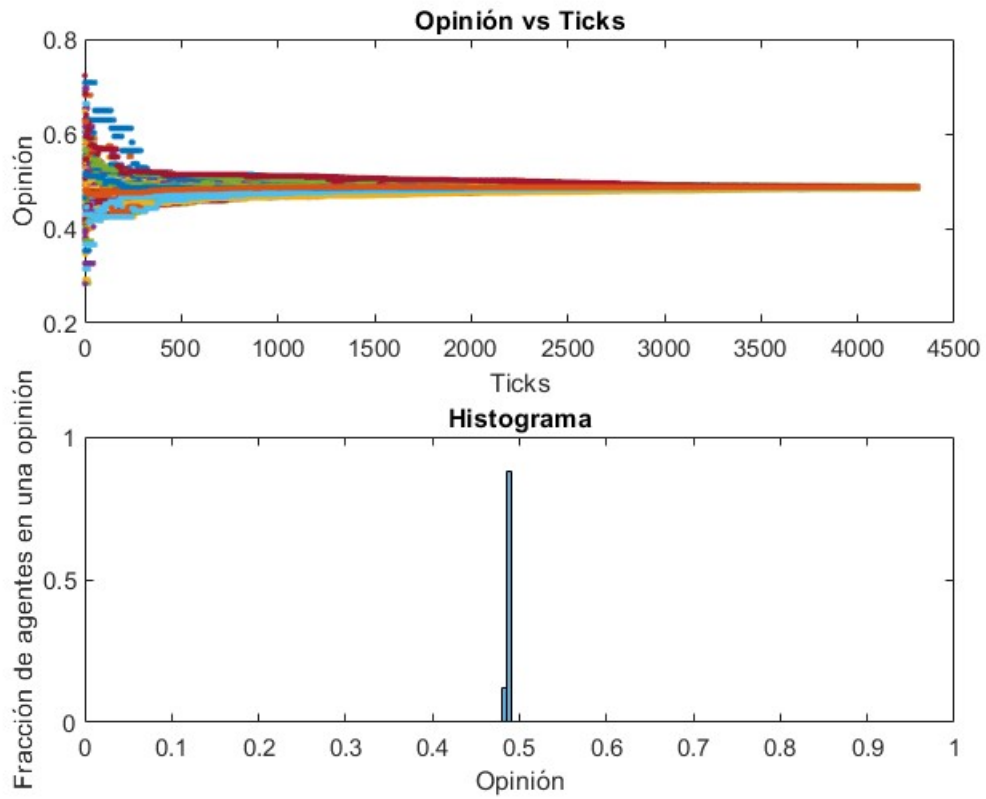 Opinión vs Ticks
0.8
0.6
0.4
0.2
Opinión
0 500 1000 1500 2000 2500 3000 3500 4000 4500
Ticks
Histograma
1
0.5
0
Fracción de agentes en una opinión
0 0.1 0.2 0.3 0.4 0.5 0.6 0.7 0.8 0.9 1
Opinión